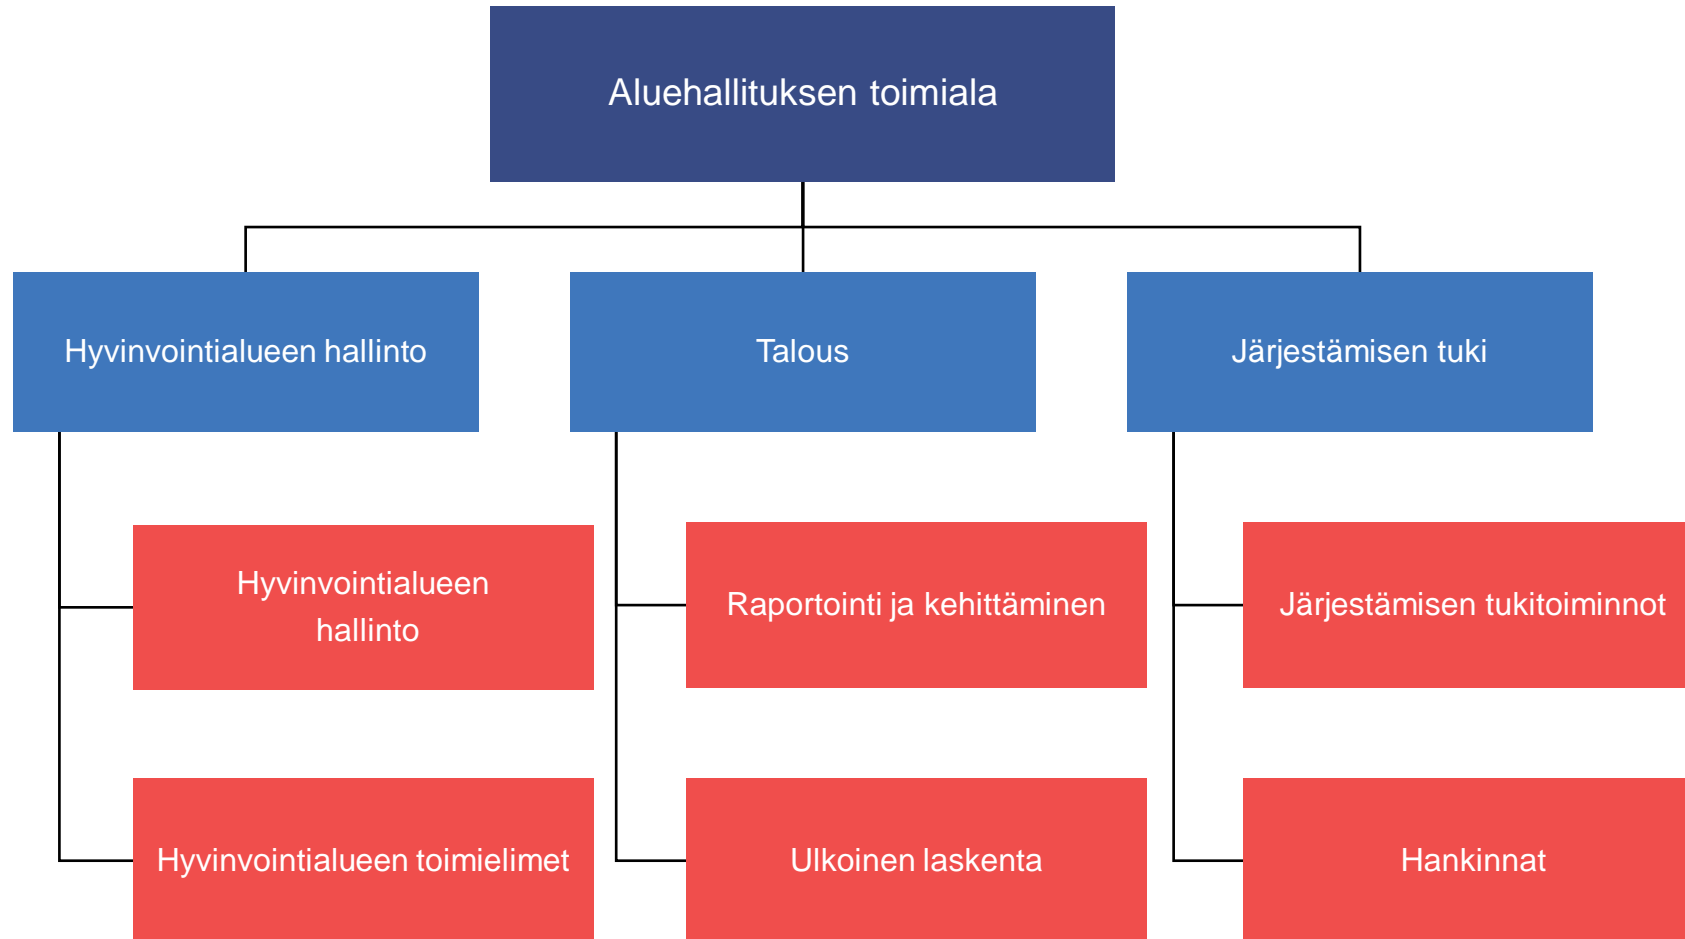 Aluehallituksen toimiala
Hyvinvointialueen hallinto
Talous
Järjestämisen tuki
Hyvinvointialueen
hallinto
Raportointi ja kehittäminen
Järjestämisen tukitoiminnot
Hyvinvointialueen toimielimet
Ulkoinen laskenta
Hankinnat